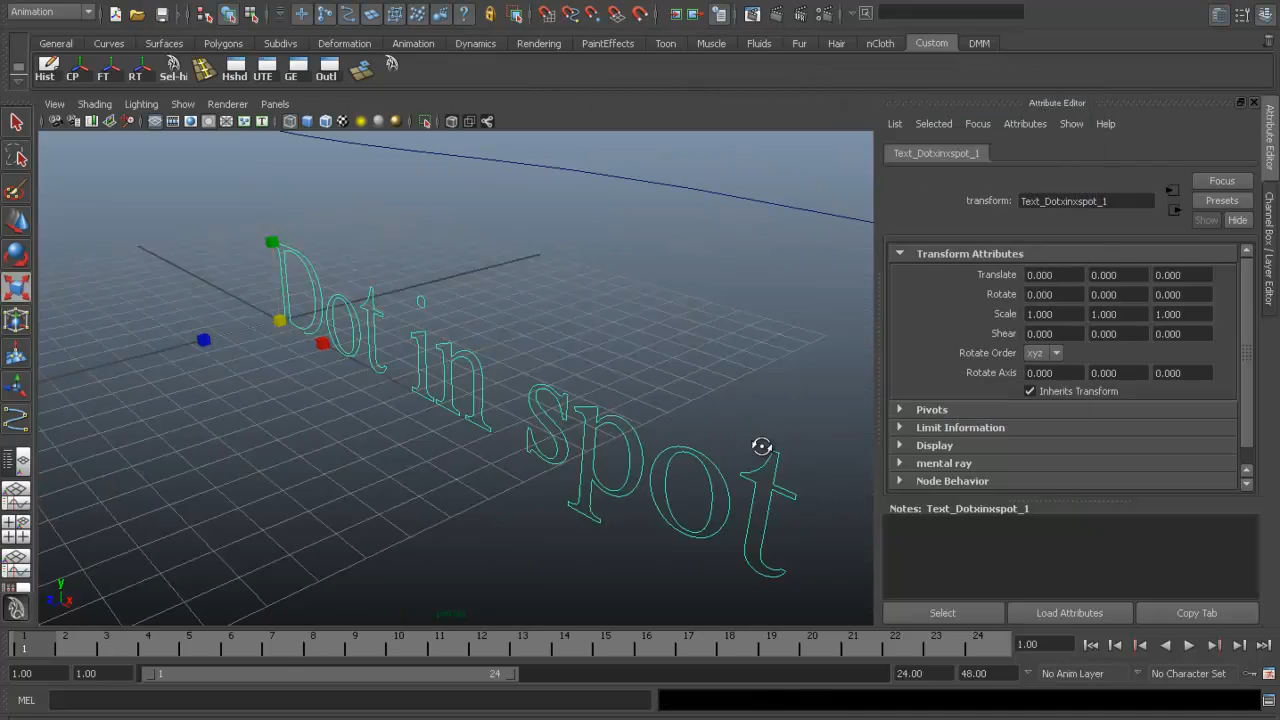 Animation
General Curves Surfaces Polygons Subdivs Deformation Animation Dynamics Rendering PaintEffects Toon Muscle Fluids Fur Hair nCloth Custom DMM
Hist CP FT RT Sel-h Hshd UTE GE Outl
View Shading Lighting Show Renderer Panels
Dot in spot
y
z x
persp
Attribute Editor
List Selected Focus Attributes Show Help
Text_Dotxinxspot_1
Focus
transform: Text_Dotxinxspot_1 Presets
Show Hide
Transform Attributes
Translate 0.000 0.000 0.000
Rotate 0.000 0.000 0.000
Scale 1.000 1.000 1.000
Shear 0.000 0.000 0.000
Rotate Order xyz
Rotate Axis 0.000 0.000 0.000
Inherits Transform
Pivots
Limit Information
Display
mental ray
Node Behavior
Notes: Text_Dotxinxspot_1
Select Load Attributes Copy Tab
Attribute Editor
Channel Box / Layer Editor
1 2 3 4 5 6 7 8 9 10 11 12 13 14 15 16 17 18 19 20 21 22 23 24
1 1.00
1.00 1.00 1 24 24.00 48.00 No Anim Layer No Character Set
MEL